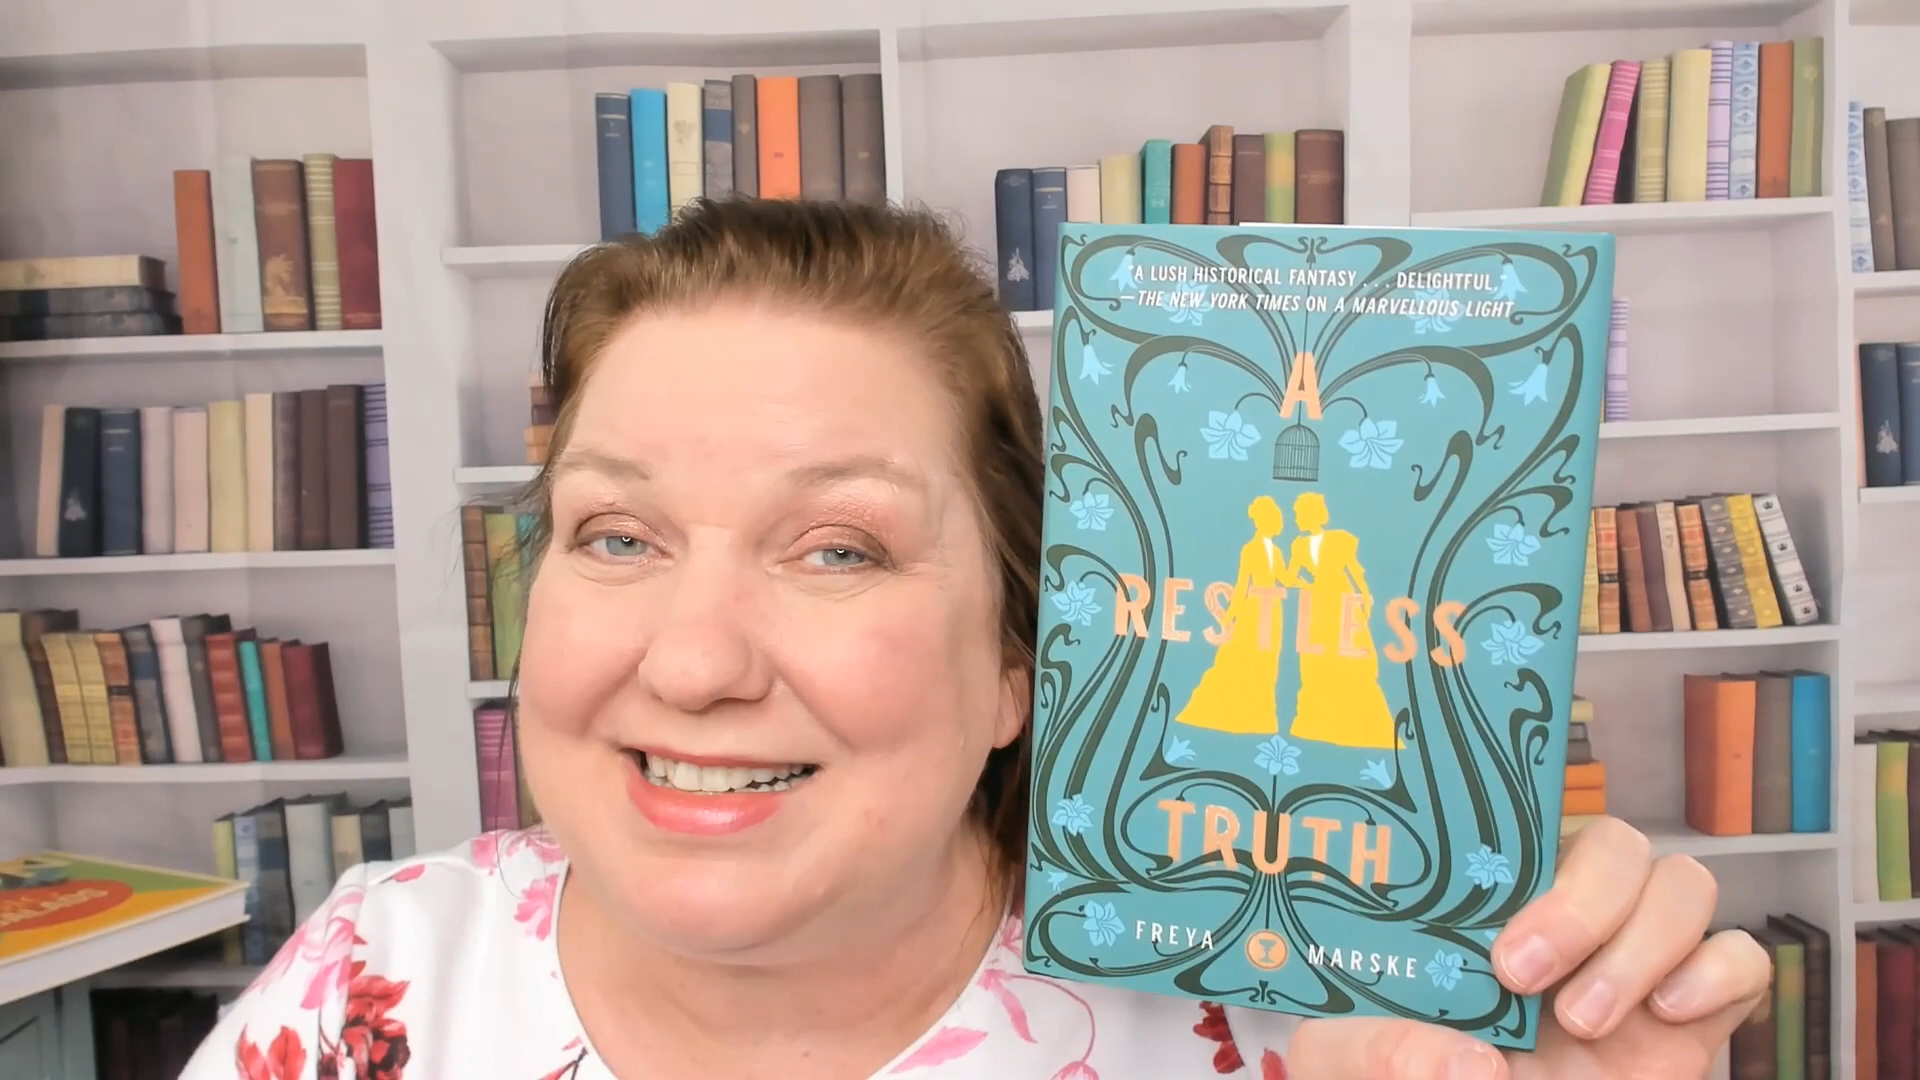 "A LUSH HISTORICAL FANTASY . . . DELIGHTFUL."
—THE NEW YORK TIMES ON A MARVELLOUS LIGHT
A
RESTLESS
TRUTH
FREYA MARSKE